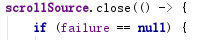 scrollSource.close(() -> {
if (failure == null) {